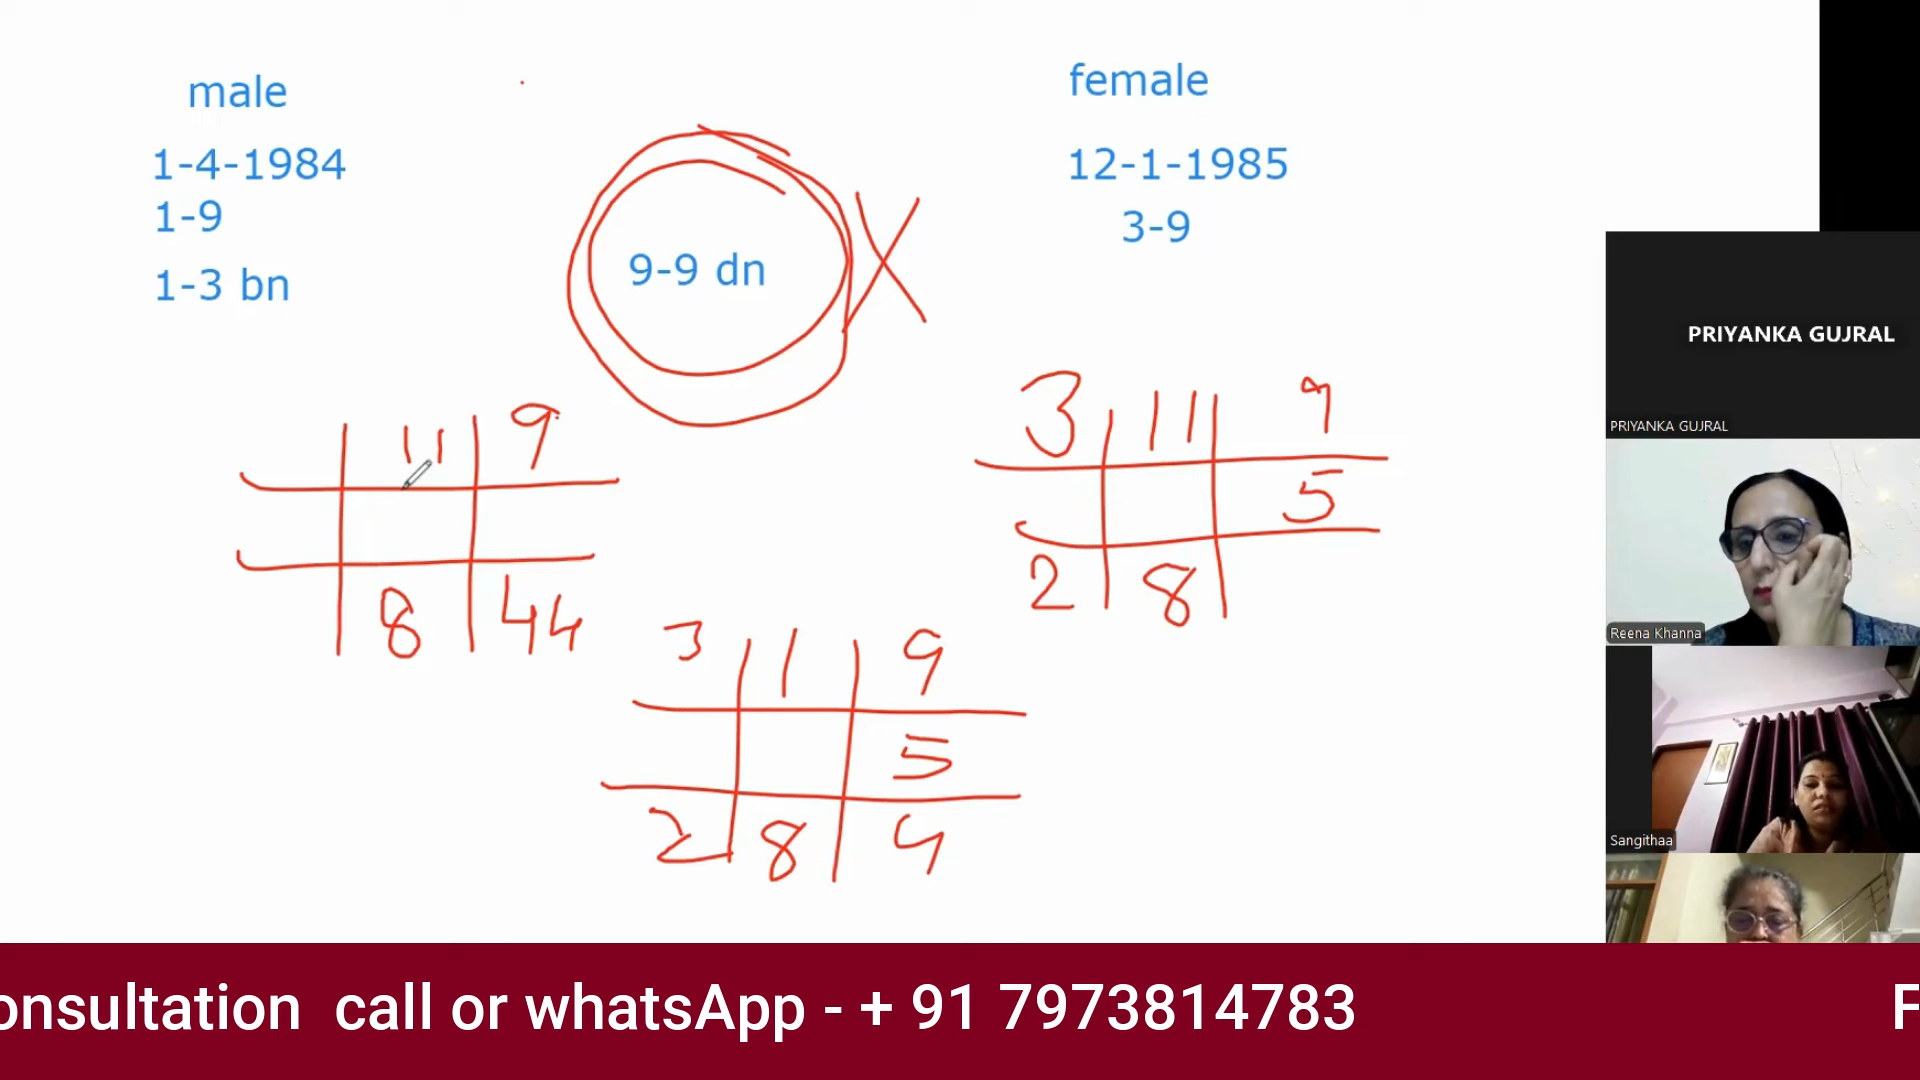 male
1-4-1984
1-9
1-3 bn
9-9 dn
female
12-1-1985
3-9
11 9
8 44
3 11 9
5
2 8
3 1 9
5
2 8 4
PRIYANKA GUJRAL
PRIYANKA GUJRAL
Reena Khanna
Sangithaa
onsultation call or whatsApp - + 91 7973814783
F